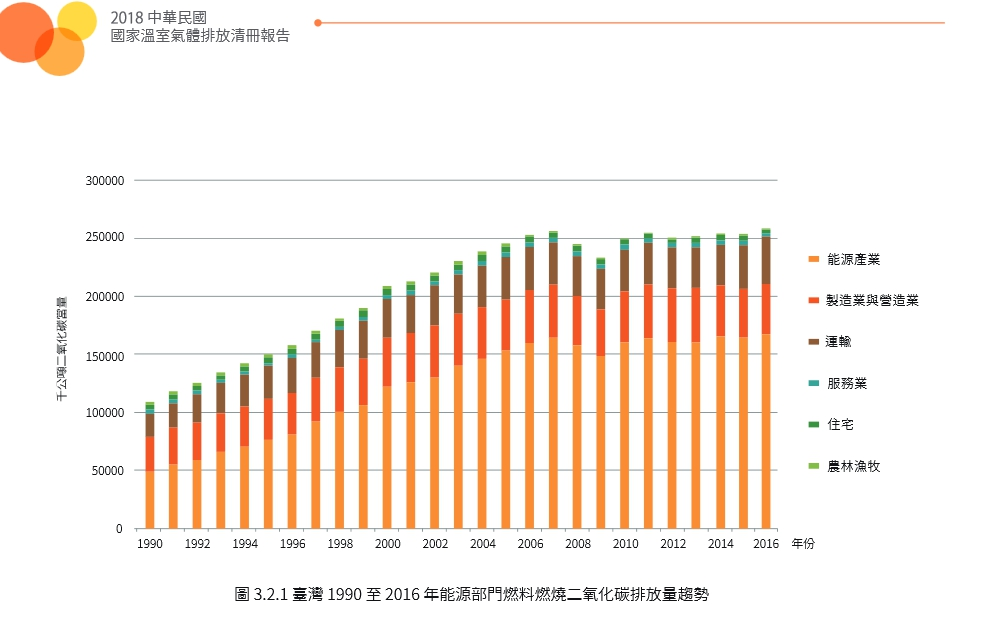 2018 中華民國
國家溫室氣體排放清冊報告
300000
250000
200000
150000
100000
50000
0
千公噸二氧化碳當量
1990 1992 1994 1996 1998 2000 2002 2004 2006 2008 2010 2012 2014 2016 年份
能源產業
製造業與營造業
運輸
服務業
住宅
農林漁牧
圖 3.2.1 臺灣 1990 至 2016 年能源部門燃料燃燒二氧化碳排放量趨勢